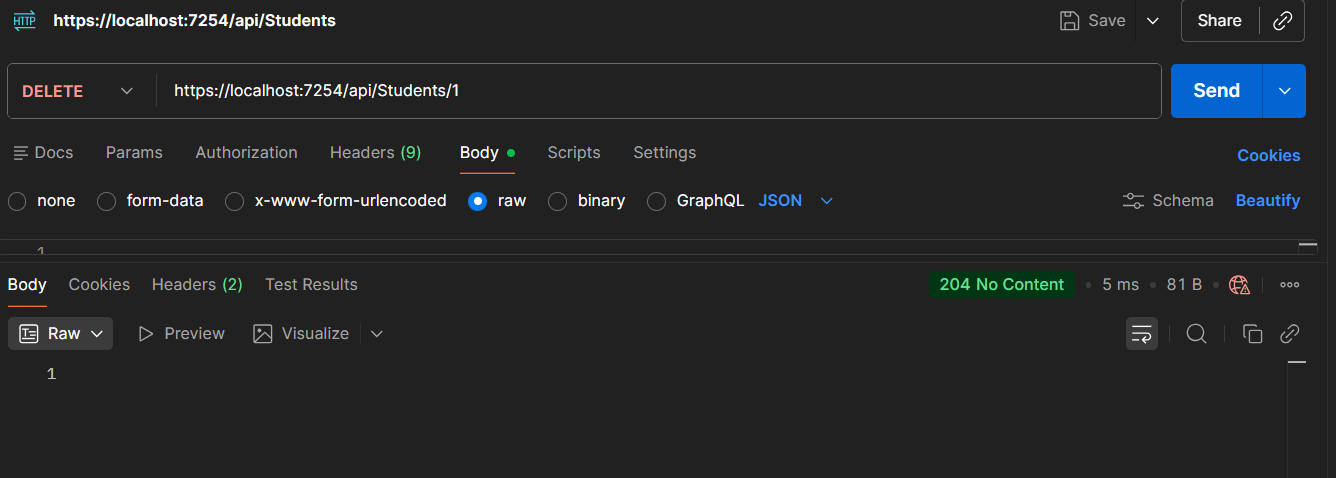 HTTP https://localhost:7254/api/Students Save Share
DELETE https://localhost:7254/api/Students/1 Send
Docs Params Authorization Headers (9) Body Scripts Settings Cookies
none form-data x-www-form-urlencoded raw binary GraphQL JSON Schema Beautify
1
Body Cookies Headers (2) Test Results 204 No Content • 5 ms • 81 B •
Raw Preview Visualize
1